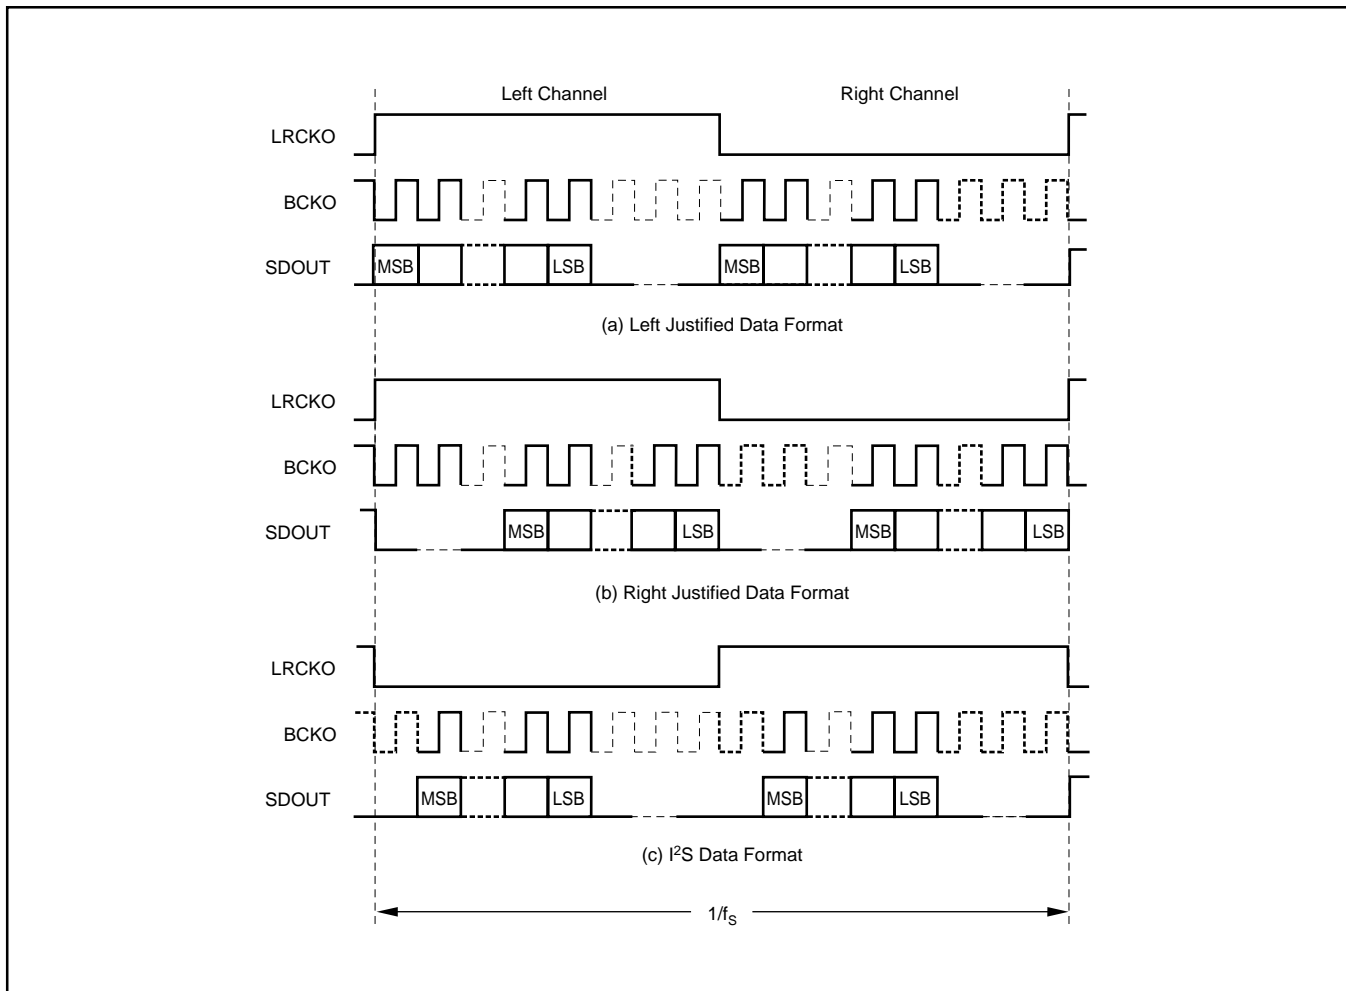 Left Channel Right Channel
LRCKO
BCKO
SDOUT MSB LSB MSB LSB
(a) Left Justified Data Format
LRCKO
BCKO
SDOUT MSB LSB MSB LSB
(b) Right Justified Data Format
LRCKO
BCKO
SDOUT MSB LSB MSB LSB
(c) I²S Data Format
1/fS